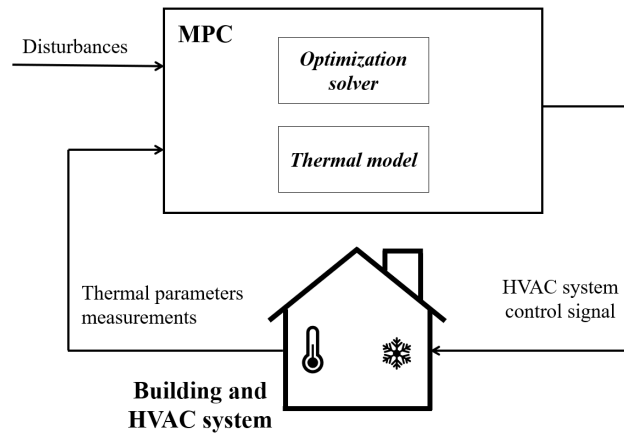 MPC
Disturbances
Optimization
solver
Thermal model
Thermal parameters
measurements
HVAC system
control signal
Building and
HVAC system